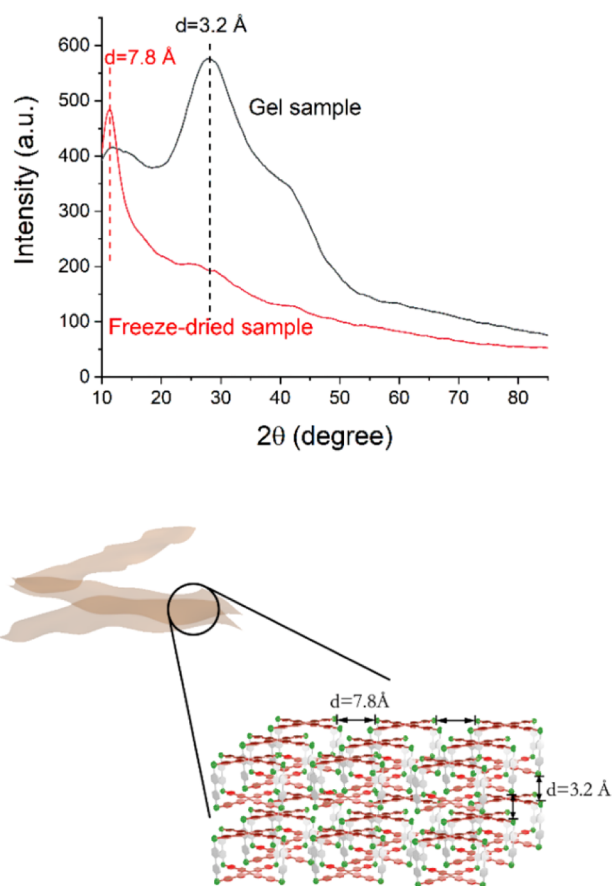 d=3.2 Å
600
d=7.8 Å
500
Gel sample
400
Intensity (a.u.)
300
200
Freeze-dried sample
100
0
10 20 30 40 50 60 70 80
2θ (degree)
d=7.8Å
d=3.2 Å